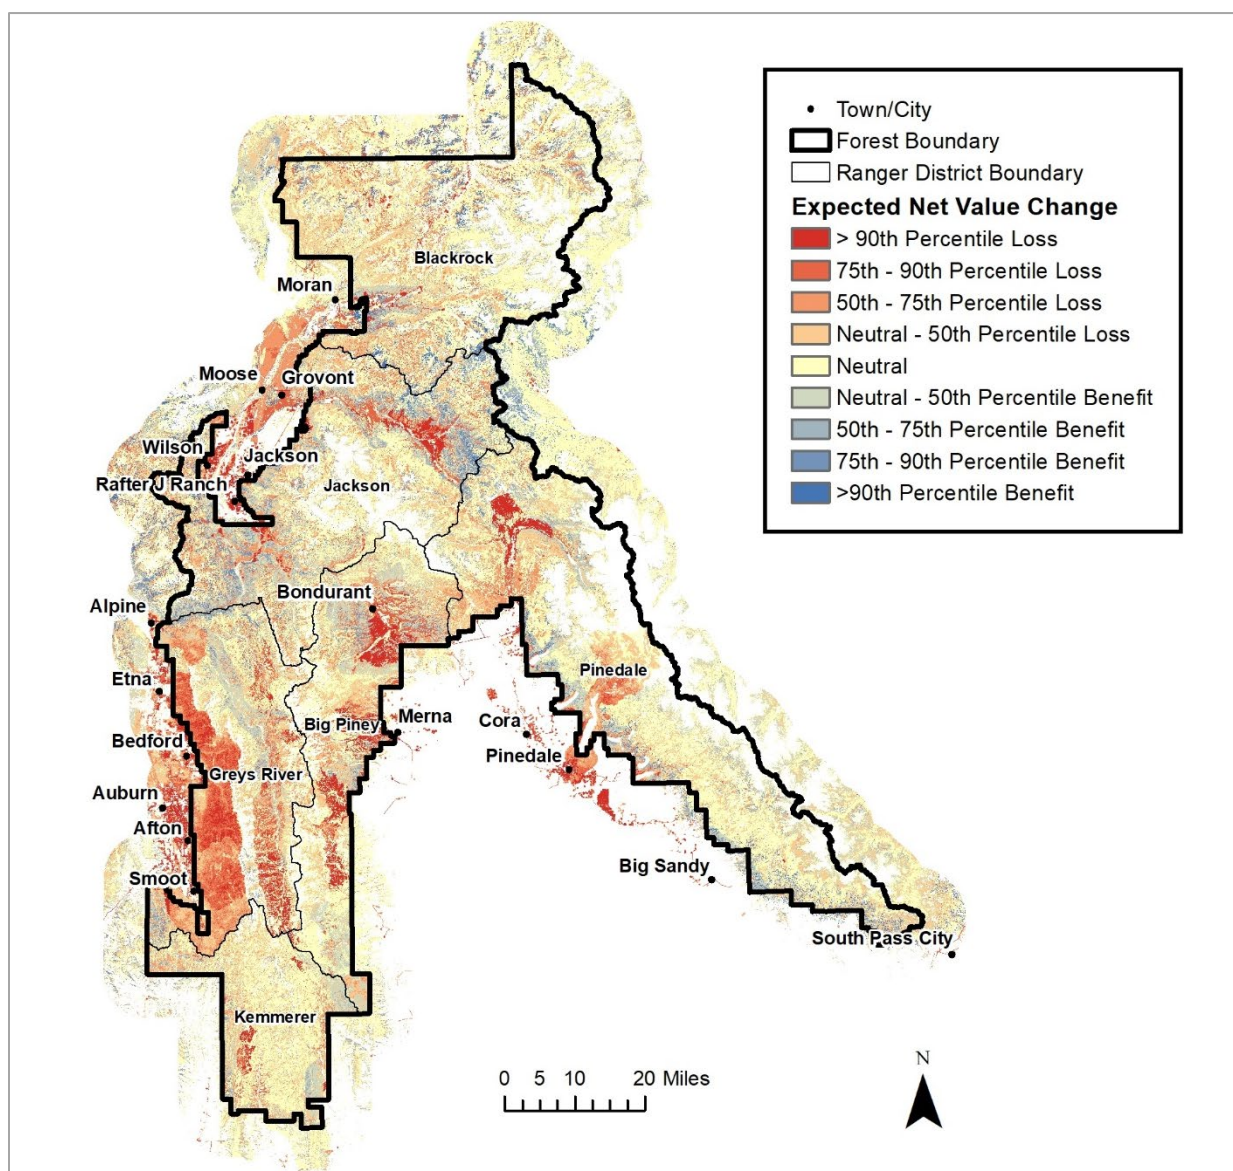 Town/City
Forest Boundary
Ranger District Boundary
Expected Net Value Change
> 90th Percentile Loss
75th - 90th Percentile Loss
50th - 75th Percentile Loss
Neutral - 50th Percentile Loss
Neutral
Neutral - 50th Percentile Benefit
50th - 75th Percentile Benefit
75th - 90th Percentile Benefit
>90th Percentile Benefit
Blackrock
Moran
Moose
Grovont
Wilson
Jackson
Rafter J Ranch
Jackson
Bondurant
Alpine
Etna
Pinedale
Big Piney
Merna
Cora
Bedford
Pinedale
Greys River
Auburn
Afton
Smoot
Big Sandy
South Pass City
Kemmerer
N
0 5 10 20 Miles